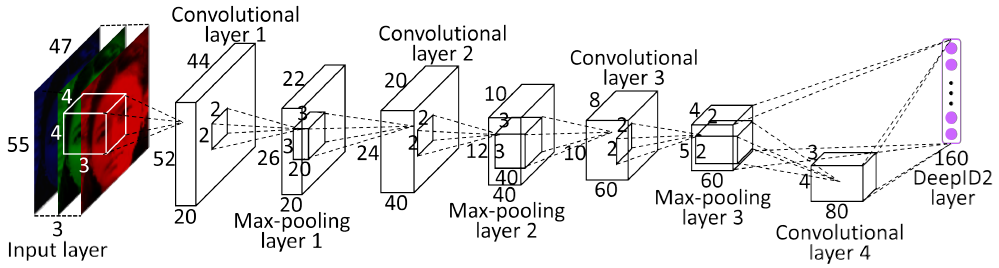 47
4
4
3
55
3
Input layer
Convolutional
layer 1
44
2
2
52
20
22
3
3
20
26
20
Max-pooling
layer 1
Convolutional
layer 2
20
2
2
24
40
10
3
3
40
12
40
Max-pooling
layer 2
Convolutional
layer 3
8
2
2
10
60
4
2
2
5
60
Max-pooling
layer 3
3
4
80
Convolutional
layer 4
160
DeepID2
layer